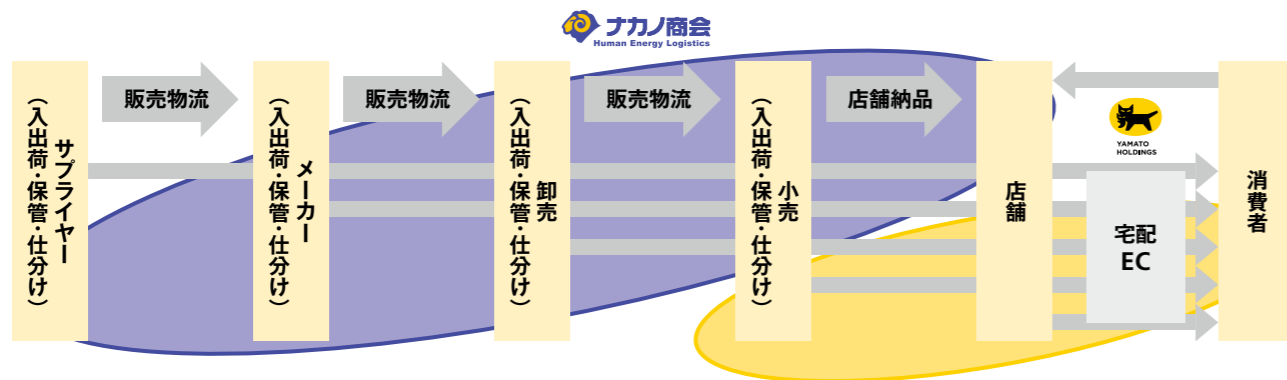 ナカノ商会
Human Energy Logistics
サプライヤー
（入出荷・保管・仕分け）
販売物流
メーカー
（入出荷・保管・仕分け）
販売物流
卸売
（入出荷・保管・仕分け）
販売物流
小売
（入出荷・保管・仕分け）
店舗納品
店舗
YAMATO
HOLDINGS
宅配
EC
消費者